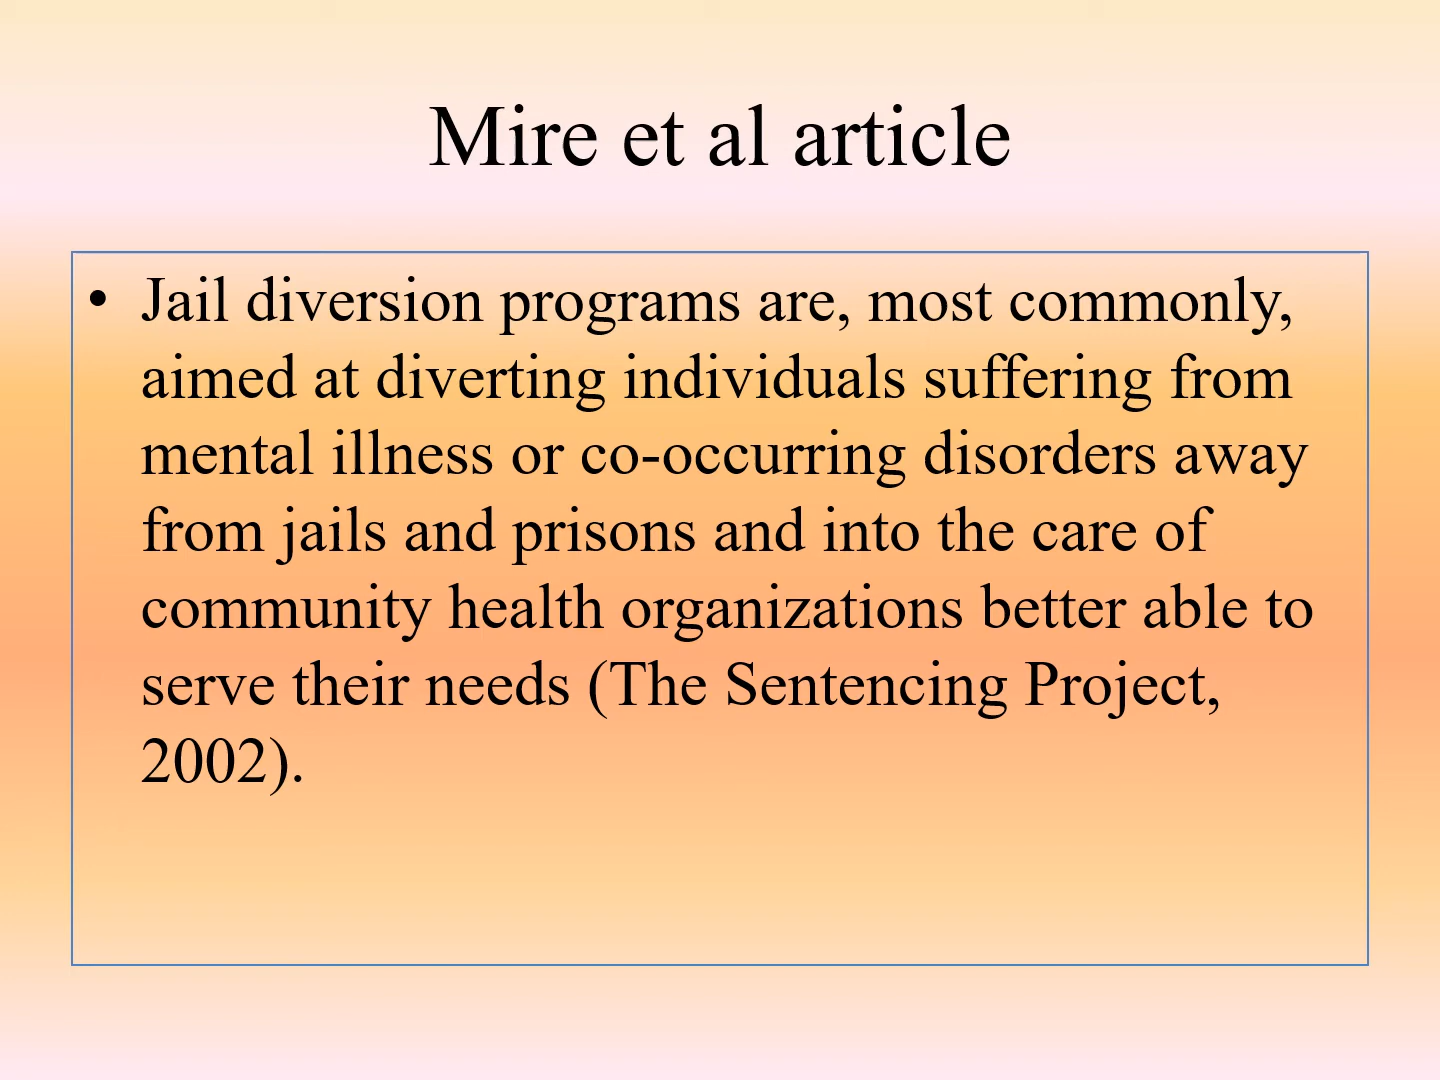 Mire et al article
• Jail diversion programs are, most commonly,
aimed at diverting individuals suffering from
mental illness or co-occurring disorders away
from jails and prisons and into the care of
community health organizations better able to
serve their needs (The Sentencing Project,
2002).